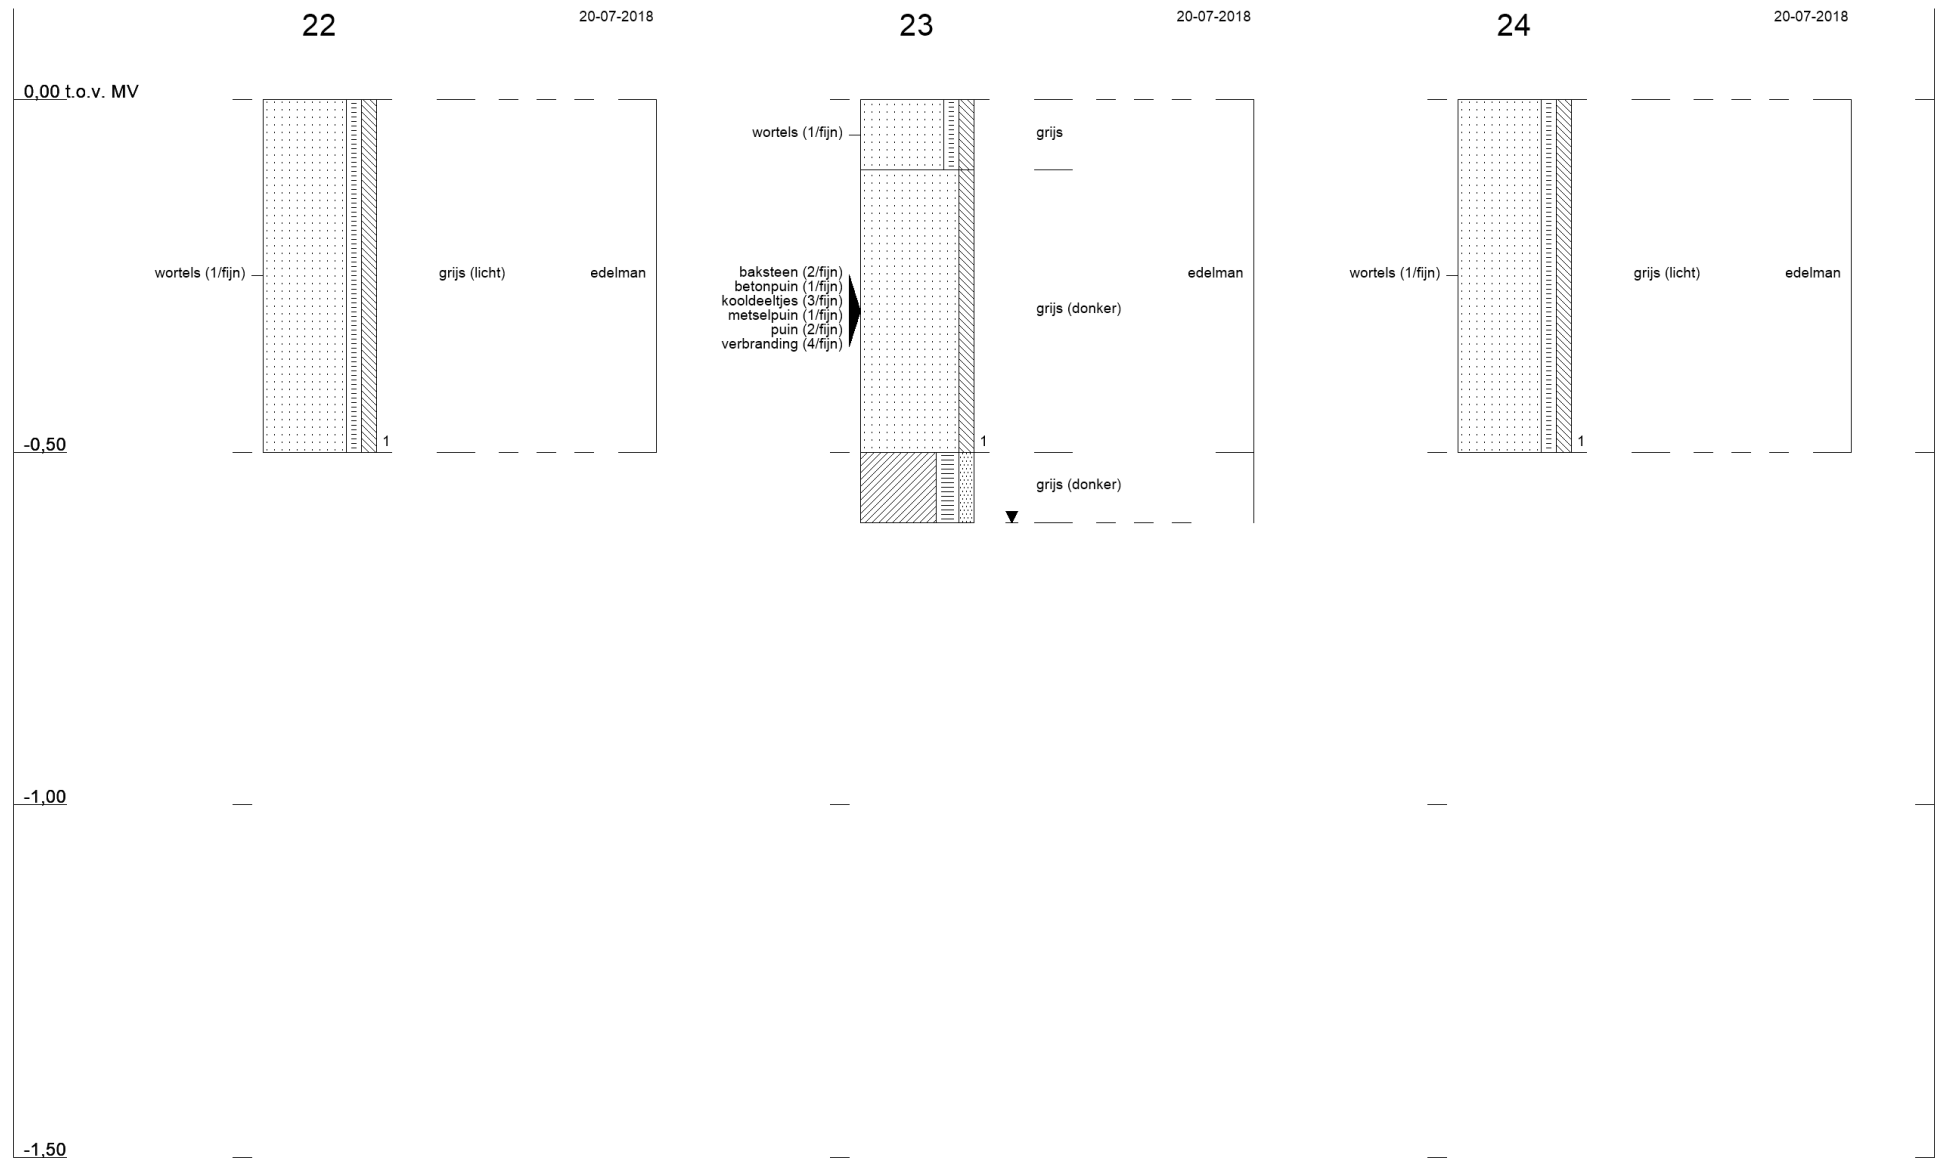 22
20-07-2018
23
20-07-2018
24
20-07-2018
0,00 t.o.v. MV
wortels (1/fijn)
grijs
wortels (1/fijn)
grijs (licht)
edelman
baksteen (2/fijn)
betonpuin (1/fijn)
kooldeeltjes (3/fijn)
metselpuin (1/fijn)
puin (2/fijn)
verbranding (4/fijn)
grijs (donker)
edelman
wortels (1/fijn)
grijs (licht)
edelman
-0,50
1
1
1
grijs (donker)
-1,00
-1,50